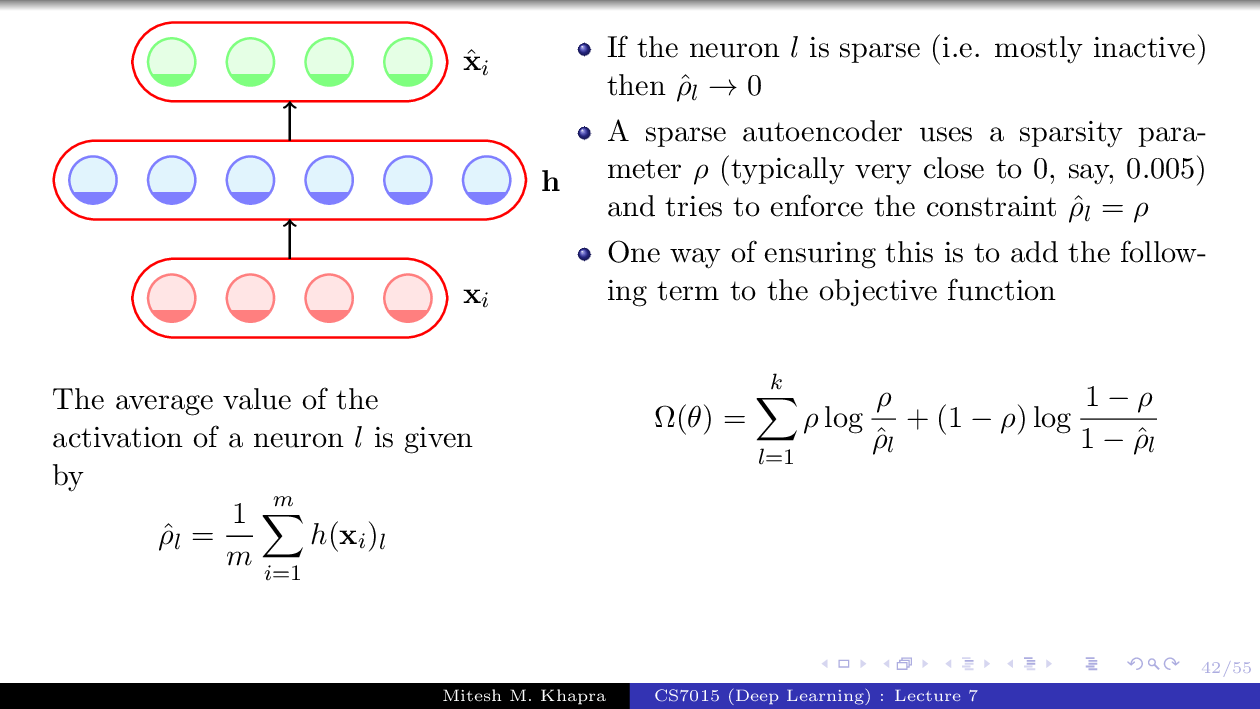 x̂ᵢ
h
xᵢ
The average value of the
activation of a neuron l is given
by
ρ̂ₗ = 1/m ∑ᵢ₌₁ᵐ h(xᵢ)ₗ
If the neuron l is sparse (i.e. mostly inactive)
then ρ̂ₗ → 0
A sparse autoencoder uses a sparsity para-
meter ρ (typically very close to 0, say, 0.005)
and tries to enforce the constraint ρ̂ₗ = ρ
One way of ensuring this is to add the follow-
ing term to the objective function
Ω(θ) = ∑ₗ₌₁ᵏ ρ log ρ/ρ̂ₗ + (1 − ρ) log (1 − ρ)/(1 − ρ̂ₗ)
42/55
Mitesh M. Khapra
CS7015 (Deep Learning) : Lecture 7